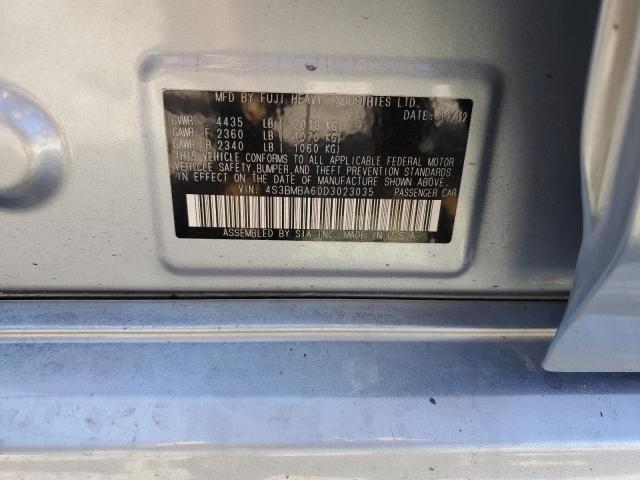 MFD BY FUJI HEAVY INDUSTRIES LTD.
GVWR: 4435 LB ( 2010 KG) DATE:
GAWR: F 2360 LB ( 1070 KG)
GAWR: R 2340 LB ( 1060 KG)
THIS VEHICLE CONFORMS TO ALL APPLICABLE FEDERAL MOTOR
VEHICLE SAFETY, BUMPER, AND THEFT PREVENTION STANDARDS
IN EFFECT ON THE DATE OF MANUFACTURE SHOWN ABOVE.
VIN: 4S3BMBA60D3023035 PASSENGER CAR
ASSEMBLED BY SIA-INC. MADE IN U.S.A.